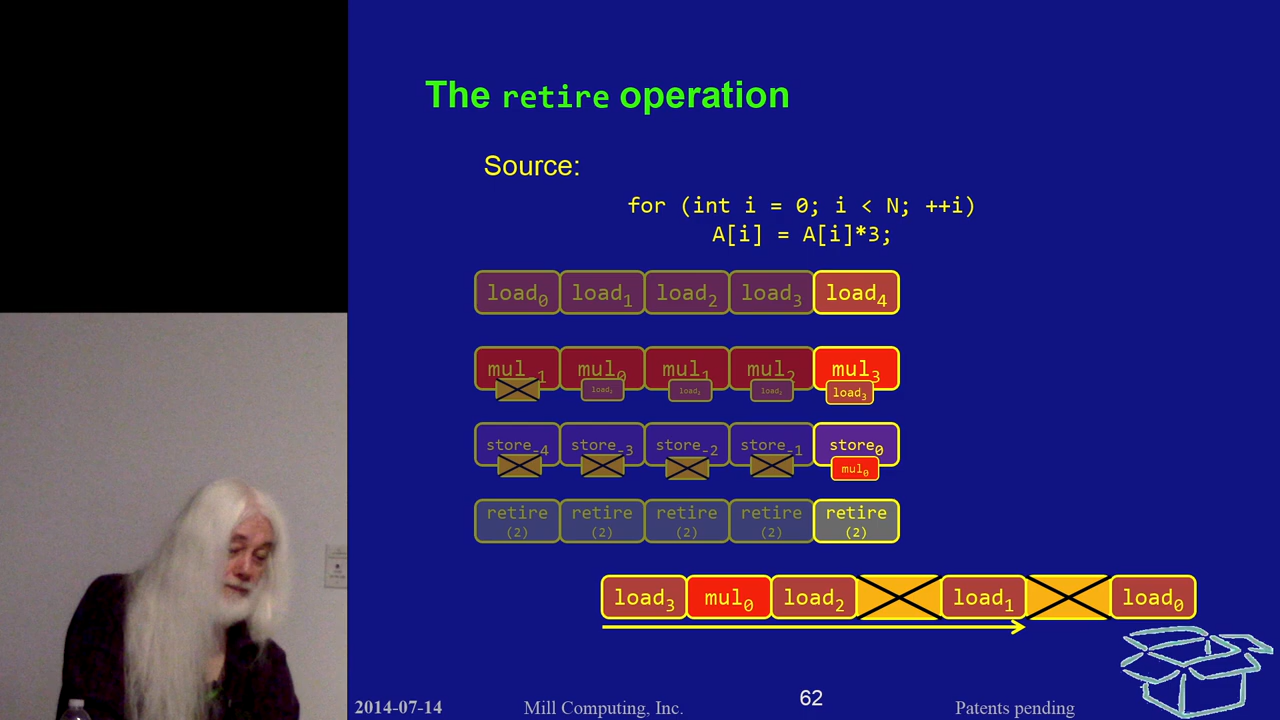 The retire operation
Source:
for (int i = 0; i < N; ++i)
A[i] = A[i]*3;
load0 load1 load2 load3 load4
mul-1 mul0 mul1 mul2 mul3
load3
store-4 store-3 store-2 store-1 store0
mul0
retire retire retire retire retire
(2) (2) (2) (2) (2)
load3 mul0 load2 load1 load0
2014-07-14 Mill Computing, Inc. 62 Patents pending